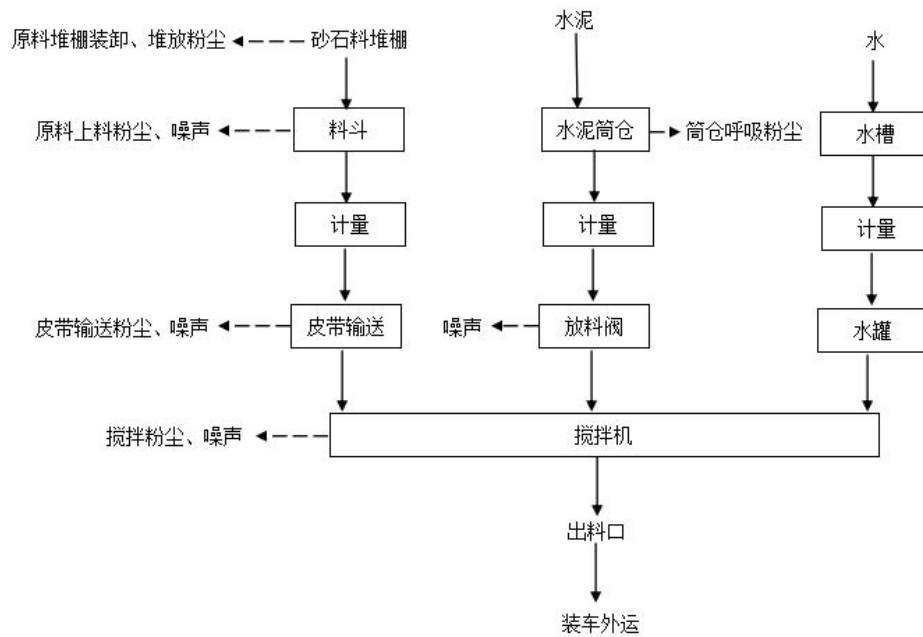 水泥
原料堆棚装卸、堆放粉尘
砂石料堆棚
水
原料上料粉尘、噪声
料斗
水泥筒仓
筒仓呼吸粉尘
水槽
计量
计量
计量
皮带输送粉尘、噪声
皮带输送
噪声
放料阀
水罐
搅拌粉尘、噪声
搅拌机
出料口
装车外运